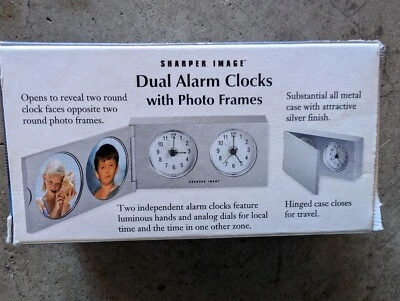 SHARPER IMAGE
Dual Alarm Clocks
with Photo Frames
Opens to reveal two round
clock faces opposite two
round photo frames.
Substantial all metal
case with attractive
silver finish.
SHARPER IMAGE
Two independent alarm clocks feature
luminous hands and analog dials for local
time and the time in one other zone.
Hinged case closes
for travel.